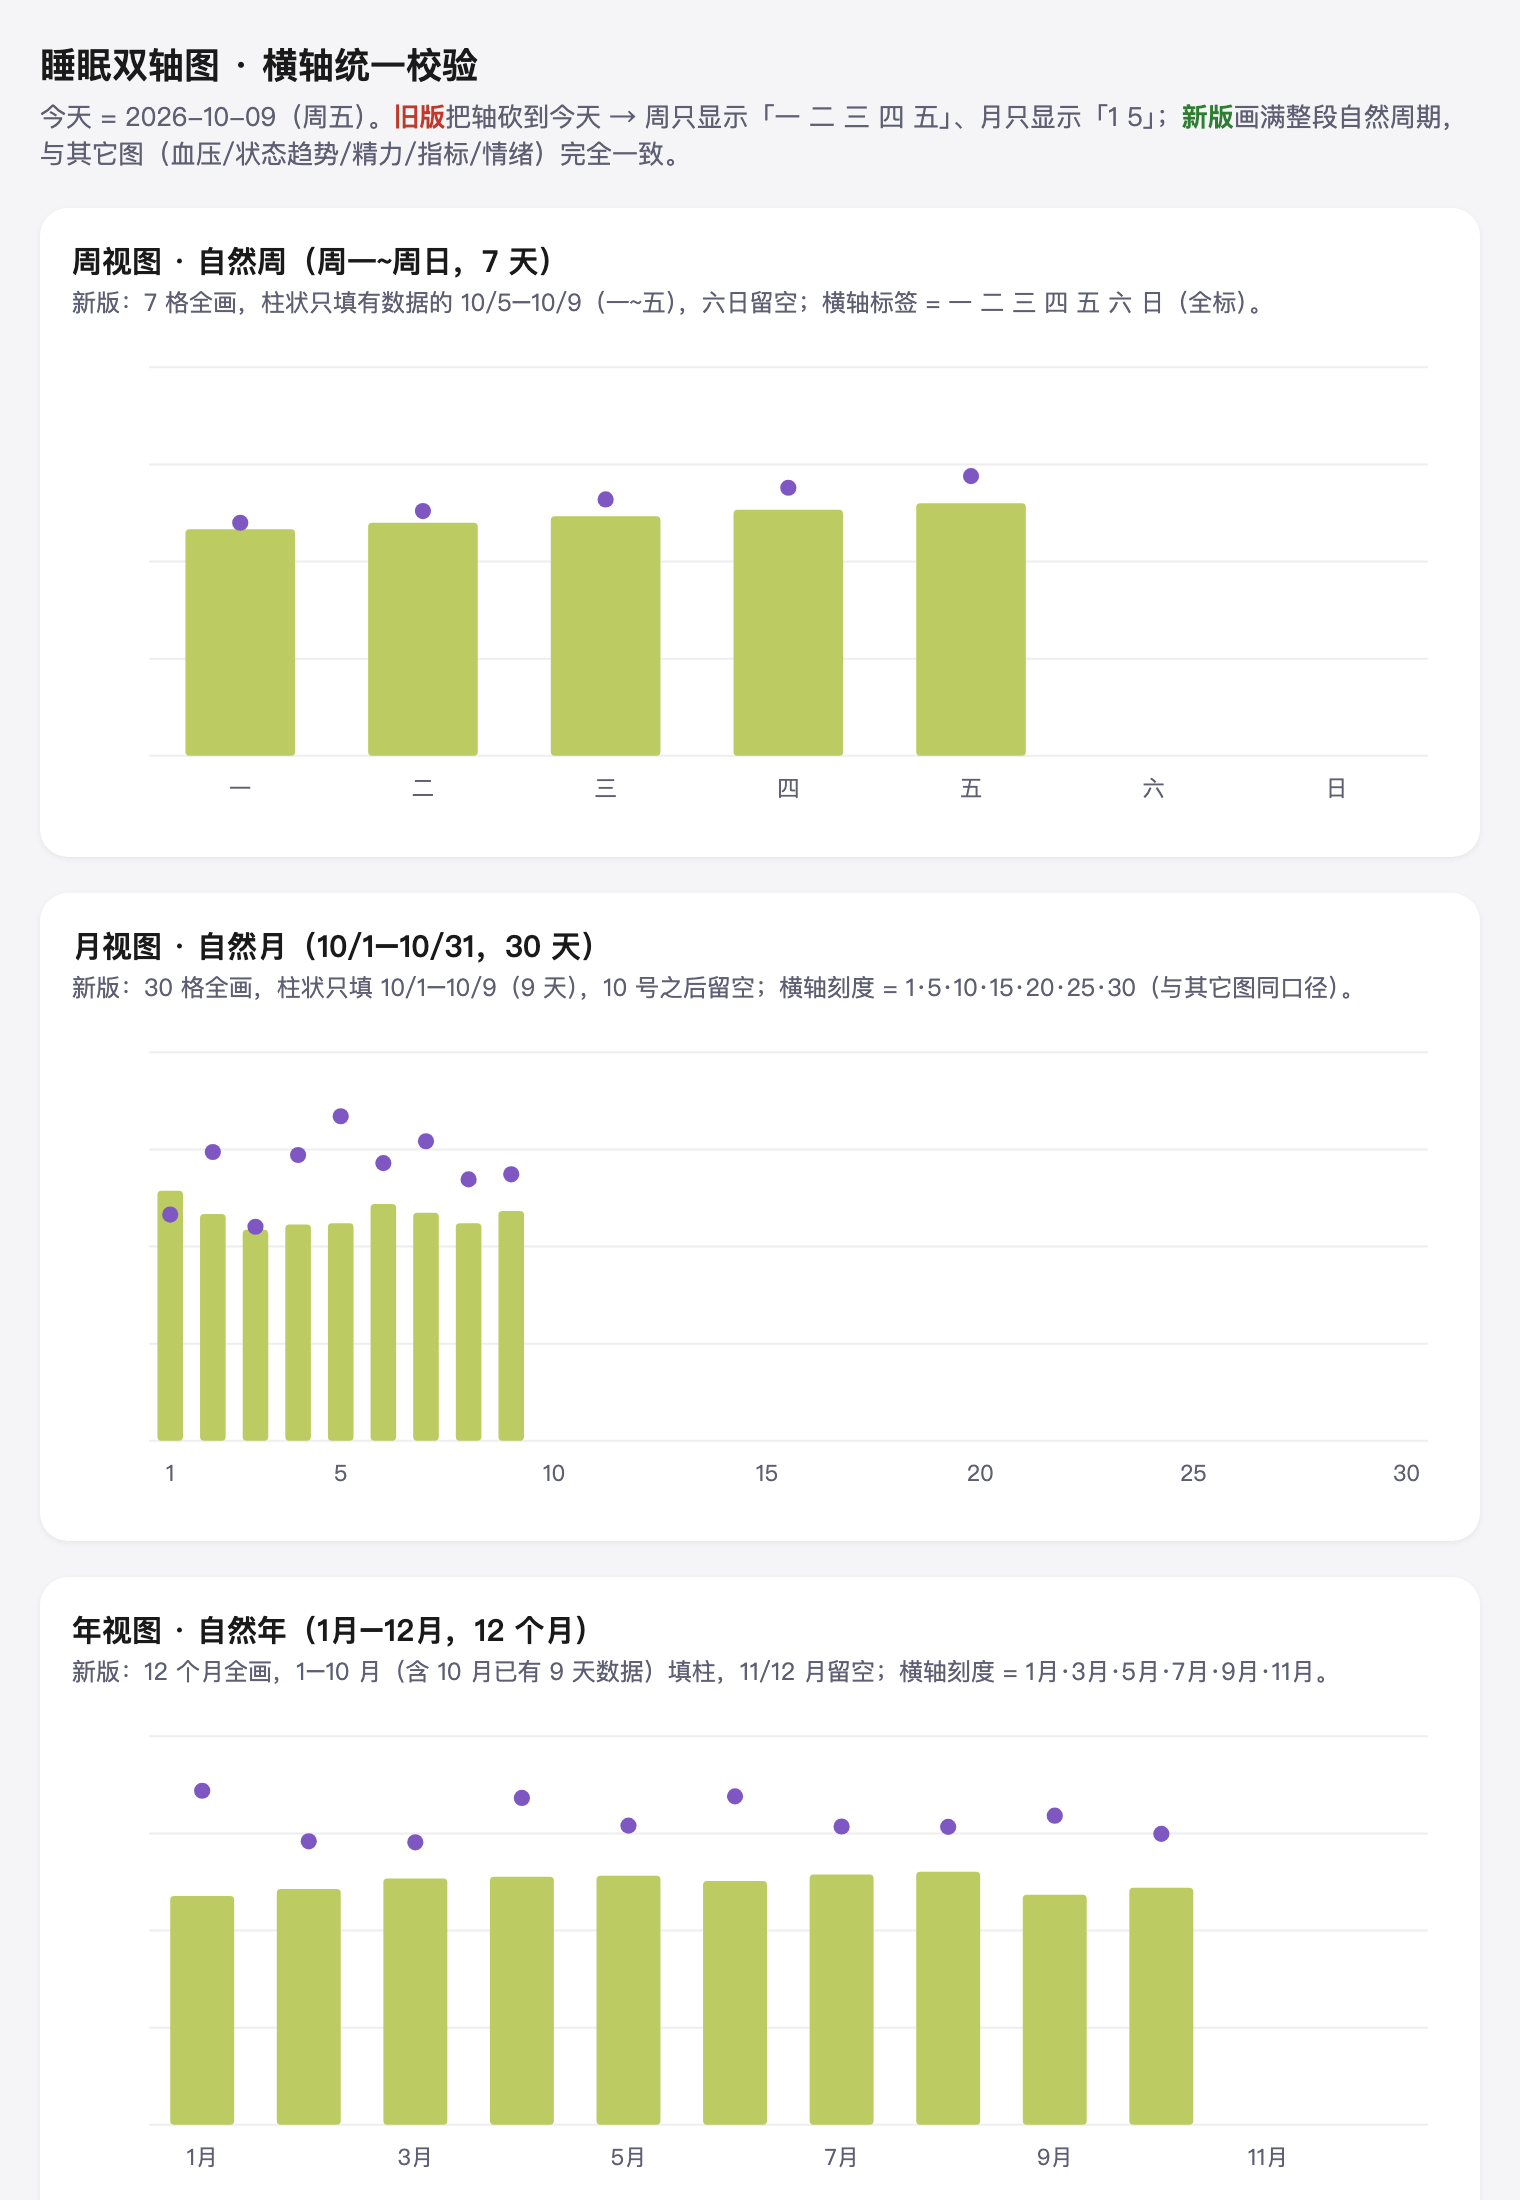 睡眠双轴图 · 横轴统一校验
今天 = 2026-10-09（周五）。旧版把轴砍到今天 → 周只显示「一 二 三 四 五」、月只显示「1 5」；新版画满整段自然周期，
与其它图（血压/状态趋势/精力/指标/情绪）完全一致。
周视图 · 自然周（周一~周日，7 天）
新版：7 格全画，柱状只填有数据的 10/5–10/9（一~五），六日留空；横轴标签 = 一 二 三 四 五 六 日（全标）。
一 二 三 四 五 六 日
月视图 · 自然月（10/1–10/31，30 天）
新版：30 格全画，柱状只填 10/1–10/9（9 天），10 号之后留空；横轴刻度 = 1·5·10·15·20·25·30（与其它图同口径）。
1 5 10 15 20 25 30
年视图 · 自然年（1月–12月，12 个月）
新版：12 个月全画，1–10 月（含 10 月已有 9 天数据）填柱，11/12 月留空；横轴刻度 = 1月·3月·5月·7月·9月·11月。
1月 3月 5月 7月 9月 11月